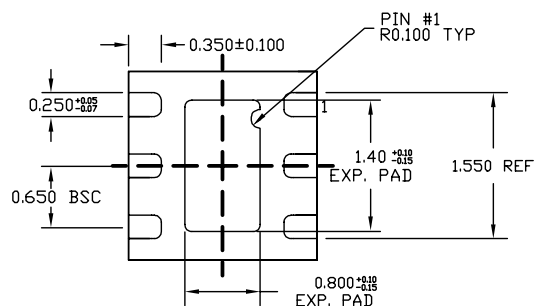 PIN #1
R0.100 TYP
0.350±0.100
0.250 +0.05 -0.07
1
1.40 +0.10 -0.15
EXP. PAD
1.550 REF
0.650 BSC
0.800 +0.10 -0.15
EXP. PAD